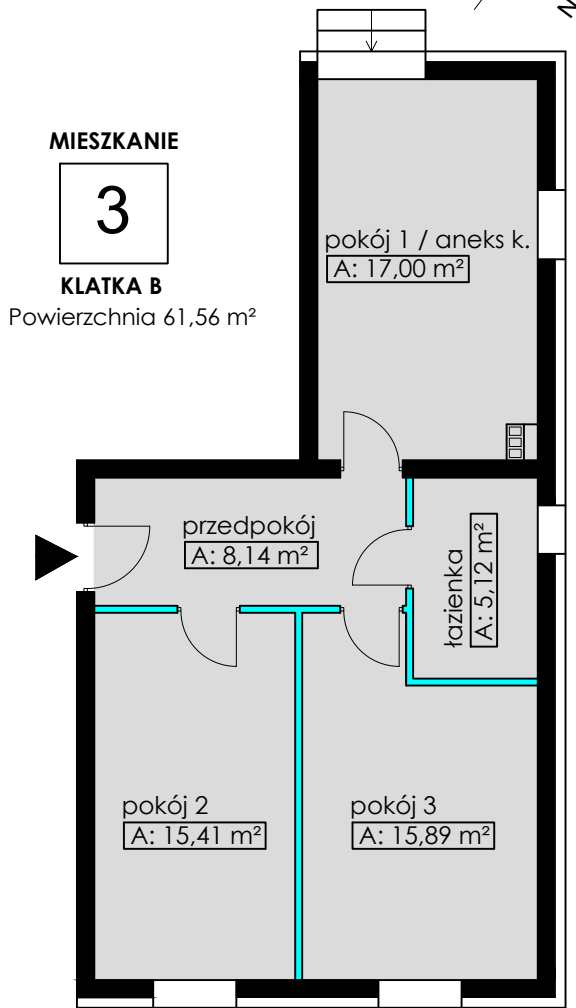 N
MIESZKANIE
3
KLATKA B
Powierzchnia 61,56 m²
pokój 1 / aneks k.
A: 17,00 m²
przedpokój
A: 8,14 m²
łazienka
A: 5,12 m²
pokój 2
A: 15,41 m²
pokój 3
A: 15,89 m²